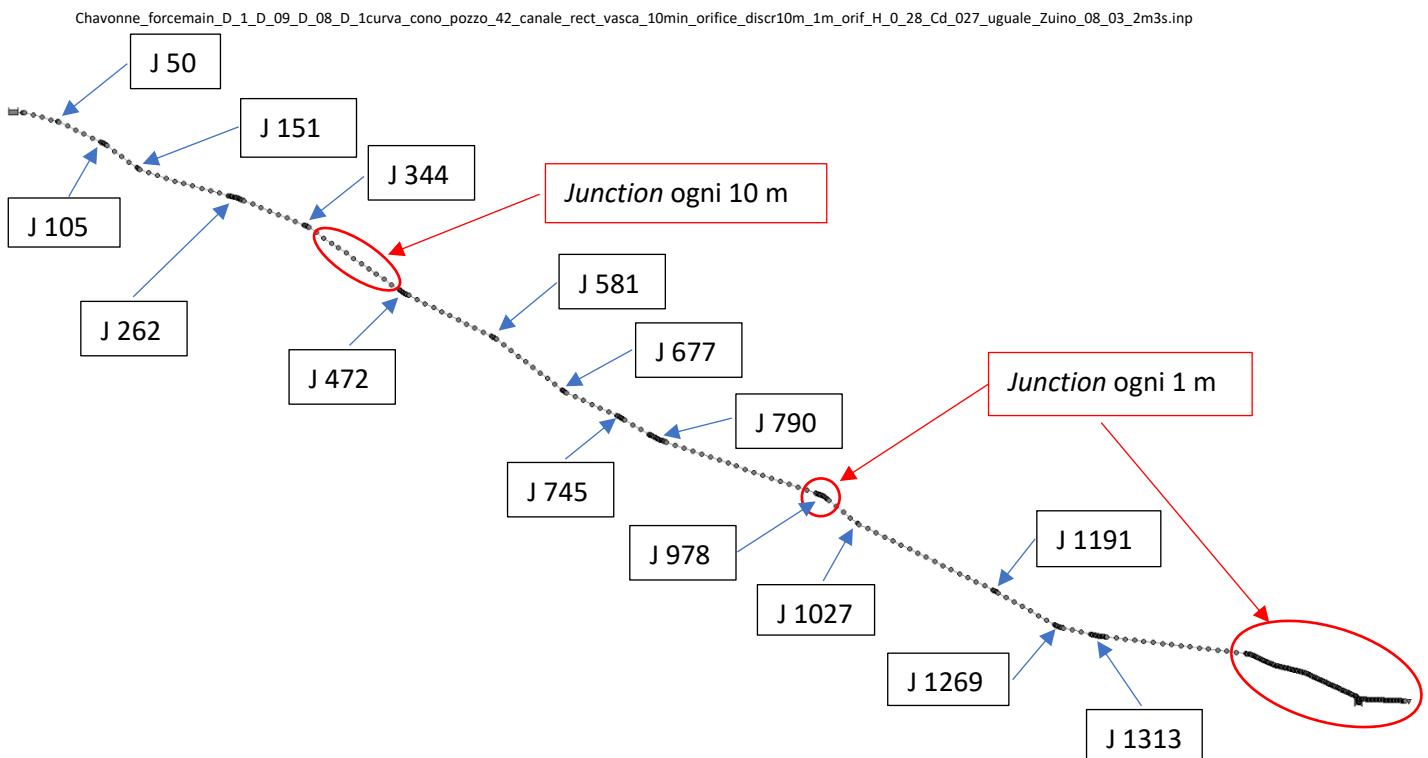 Chavonne_forcemain_D_1_D_09_D_08_D_1curva_cono_pozzo_42_canale_rect_vasca_10min_orifice_discr10m_1m_orif_H_0_28_Cd_027_uguale_Zuino_08_03_2m3s.inp
J 50
J 151
J 344
Junction ogni 10 m
J 105
J 262
J 581
J 472
J 677
Junction ogni 1 m
J 790
J 745
J 978
J 1191
J 1027
J 1269
J 1313